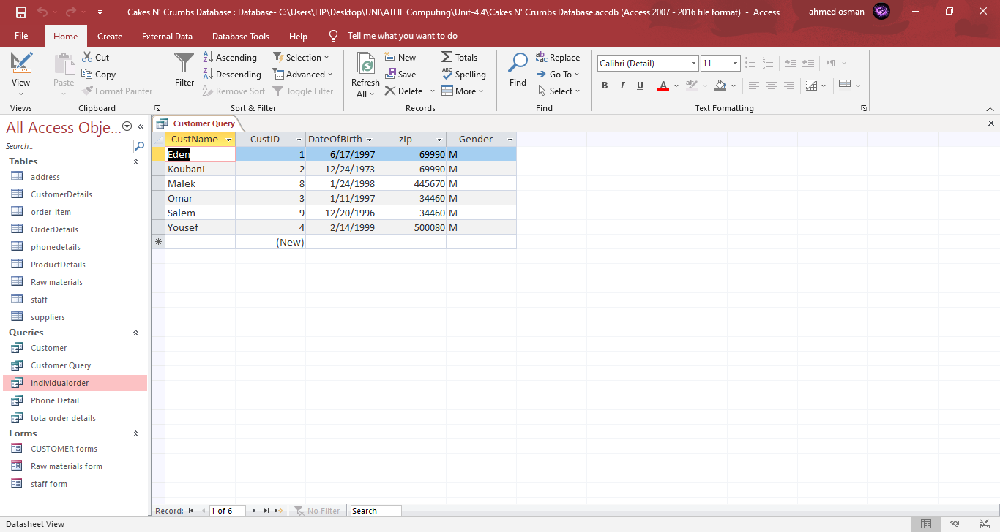 Cakes N' Crumbs Database : Database- C:\Users\HP\Desktop\UNI\ATHE Computing\Unit-4.4\Cakes N' Crumbs Database.accdb (Access 2007 - 2016 file format) - Access
ahmed osman
File Home Create External Data Database Tools Help Tell me what you want to do
View
Views
Paste
Cut
Copy
Format Painter
Clipboard
Filter
Ascending
Descending
Remove Sort
Selection
Advanced
Toggle Filter
Sort & Filter
Refresh
All
New
Save
Delete
Totals
Spelling
More
Records
Find
Replace
Go To
Select
Find
Calibri (Detail) 11
B I U A
Text Formatting
All Access Obje...
Search...
Tables
address
CustomerDetails
order_item
OrderDetails
phonedetails
ProductDetails
Raw materials
staff
suppliers
Queries
Customer
Customer Query
individualorder
Phone Detail
tota order details
Forms
CUSTOMER forms
Raw materials form
staff form
Customer Query
CustName CustID DateOfBirth zip Gender
Eden 1 6/17/1997 69990 M
Koubani 2 12/24/1973 69990 M
Malek 8 1/24/1998 445670 M
Omar 3 1/11/1997 34460 M
Salem 9 12/20/1996 34460 M
Yousef 4 2/14/1999 500080 M
(New)
Record: 1 of 6 No Filter Search
Datasheet View
SQL